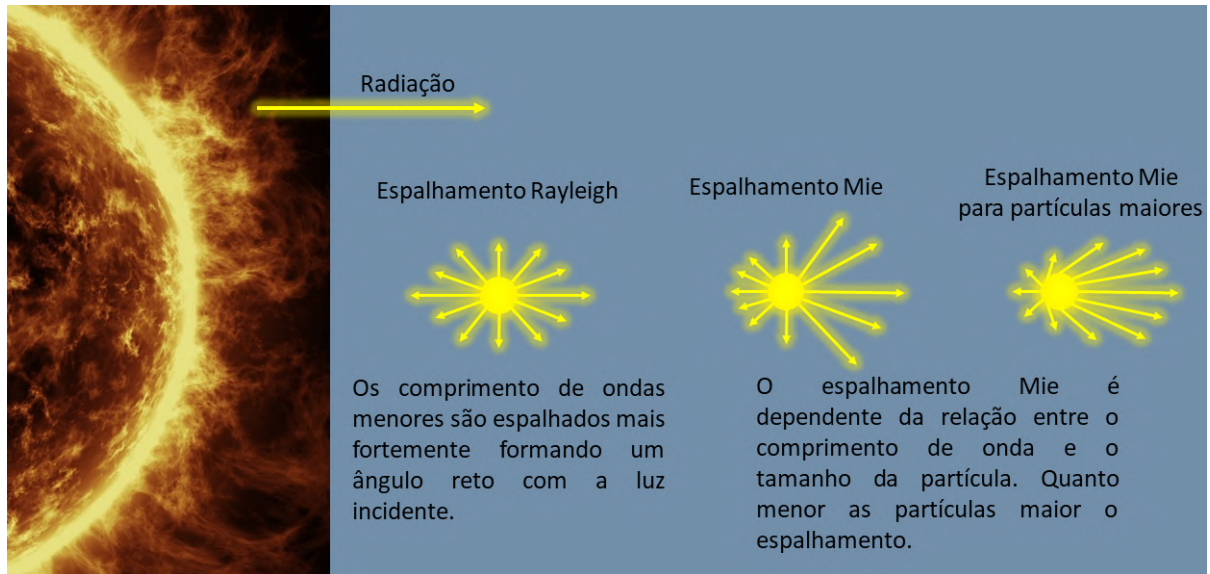 Radiação
Espalhamento Rayleigh
Espalhamento Mie
Espalhamento Mie
para partículas maiores
Os comprimento de ondas
menores são espalhados mais
fortemente formando um
ângulo reto com a luz
incidente.
O espalhamento Mie é
dependente da relação entre o
comprimento de onda e o
tamanho da partícula. Quanto
menor as partículas maior o
espalhamento.